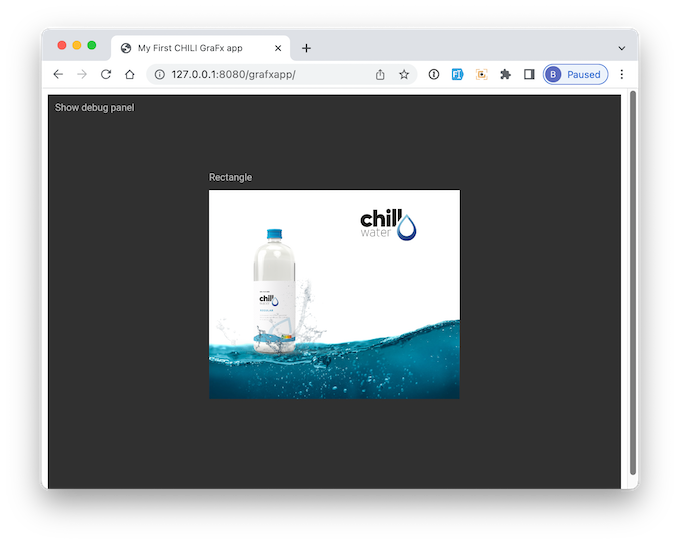 My First CHILI GraFx app
127.0.0.1:8080/grafxapp/
B Paused
Show debug panel
Rectangle
chill
water
chill